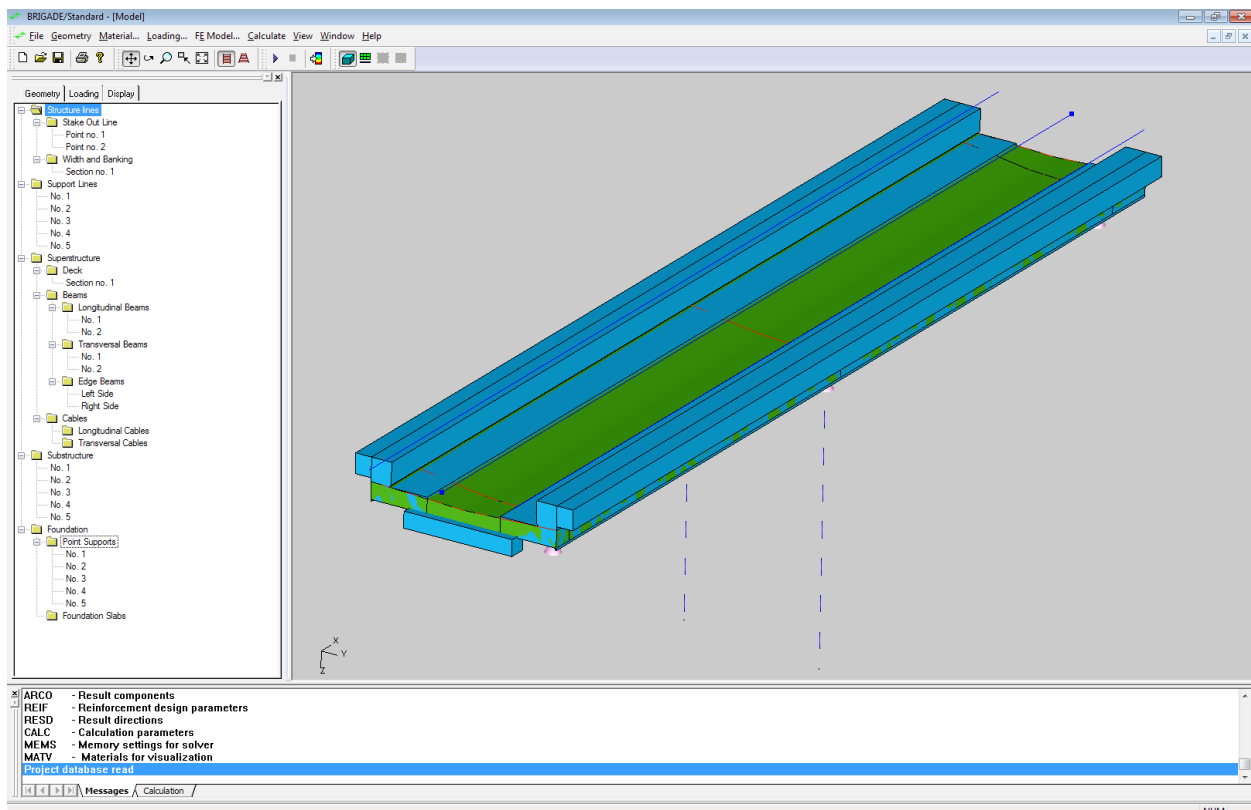 BRIGADE/Standard - [Model]
File Geometry Material... Loading... FE Model... Calculate View Window Help
Geometry Loading Display
Structure lines
Stake Out Line
Point no. 1
Point no. 2
Width and Banking
Section no. 1
Support Lines
No. 1
No. 2
No. 3
No. 4
No. 5
Superstructure
Deck
Section no. 1
Beams
Longitudinal Beams
No. 1
No. 2
Transversal Beams
No. 1
No. 2
Edge Beams
Left Side
Right Side
Cables
Longitudinal Cables
Transversal Cables
Substructure
No. 1
No. 2
No. 3
No. 4
No. 5
Foundation
Point Supports
No. 1
No. 2
No. 3
No. 4
No. 5
Foundation Slabs
X
Y
Z
ARCO - Result components
REIF - Reinforcement design parameters
RESD - Result directions
CALC - Calculation parameters
MEMS - Memory settings for solver
MATV - Materials for visualization
Project database read
Messages Calculation
NUM